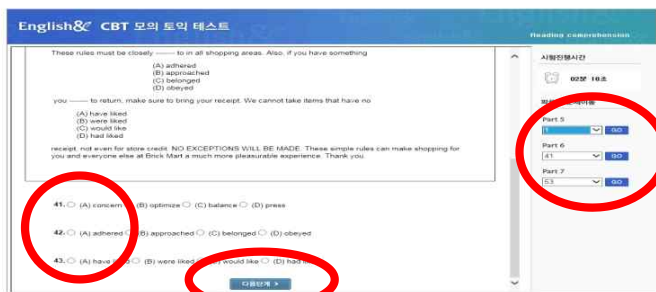 English& CBT 모의 토익 테스트
Reading comprehension
These rules must be closely ------- to in all shopping areas. Also, if you have something
(A) adhered
(B) approached
(C) belonged
(D) obeyed
you ------- to return, make sure to bring your receipt. We cannot take items that have no
(A) have liked
(B) were liked
(C) would like
(D) had liked
receipt, not even for store credit. NO EXCEPTIONS WILL BE MADE. These simple rules can make shopping for
you and everyone else at Brick Mart a much more pleasurable experience. Thank you.
41. (A) concern (B) optimize (C) balance (D) press
42. (A) adhered (B) approached (C) belonged (D) obeyed
43. (A) have liked (B) were liked would like (D) had
다음단계 >
시험진행시간
02분 10초
Part 5
1 GO
Part 6
41 GO
Part 7
53 GO